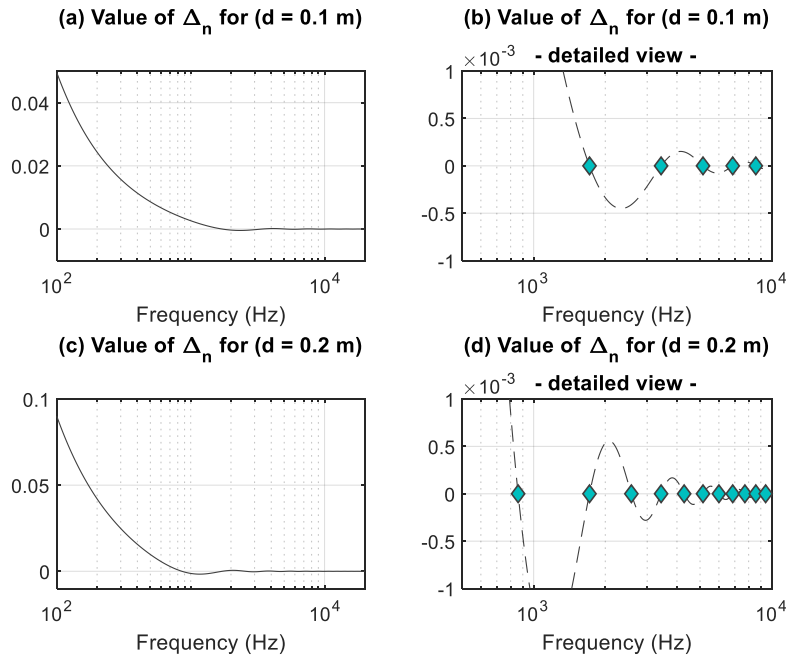 (a) Value of Δn for (d = 0.1 m)
0.04
0.02
0
10^2
10^4
Frequency (Hz)
(b) Value of Δn for (d = 0.1 m)
- detailed view -
×10^-3
1
0.5
0
-0.5
-1
10^3
10^4
Frequency (Hz)
(c) Value of Δn for (d = 0.2 m)
0.1
0.05
0
10^2
10^4
Frequency (Hz)
(d) Value of Δn for (d = 0.2 m)
- detailed view -
×10^-3
1
0.5
0
-0.5
-1
10^3
10^4
Frequency (Hz)